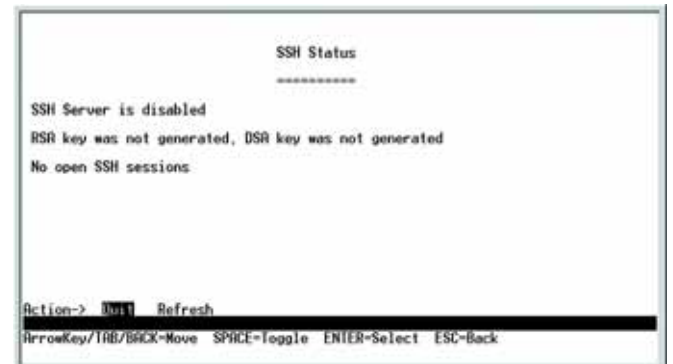 SSH Status
==========
SSH Server is disabled
RSA key was not generated, DSA key was not generated
No open SSH sessions
Action-> Quit Refresh
ArrowKey/TAB/BACK=Move SPACE=Toggle ENTER=Select ESC=Back